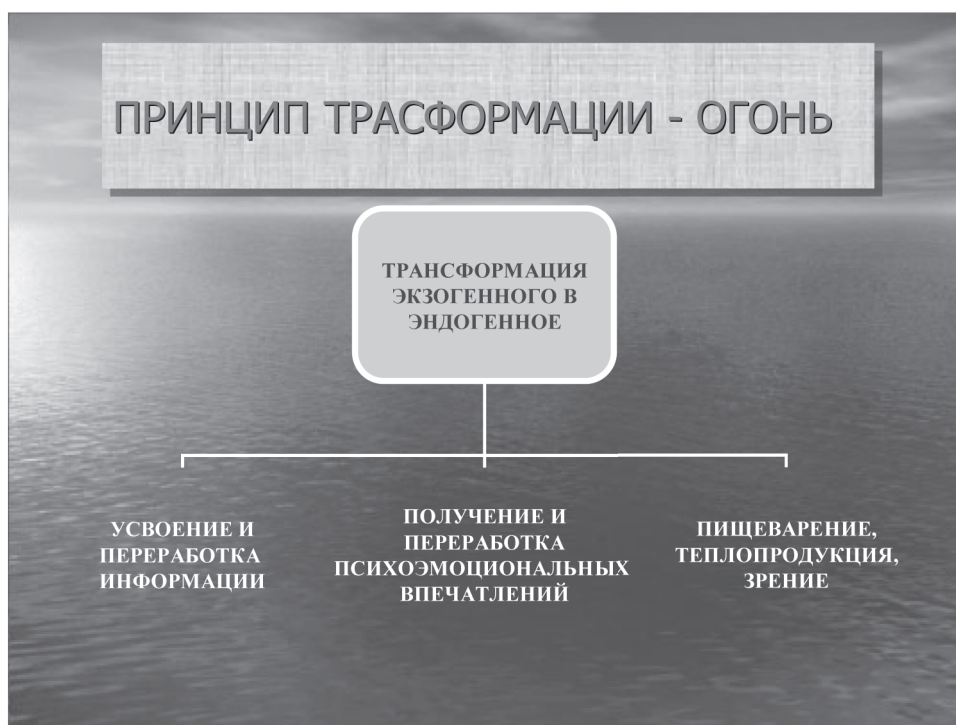 ПРИНЦИП ТРАСФОРМАЦИИ - ОГОНЬ
ТРАНСФОРМАЦИЯ
ЭКЗОГЕННОГО В
ЭНДОГЕННОЕ
УСВОЕНИЕ И
ПЕРЕРАБОТКА
ИНФОРМАЦИИ
ПОЛУЧЕНИЕ И
ПЕРЕРАБОТКА
ПСИХОЭМОЦИОНАЛЬНЫХ
ВПЕЧАТЛЕНИЙ
ПИЩЕВАРЕНИЕ,
ТЕПЛОПРОДУКЦИЯ,
ЗРЕНИЕ